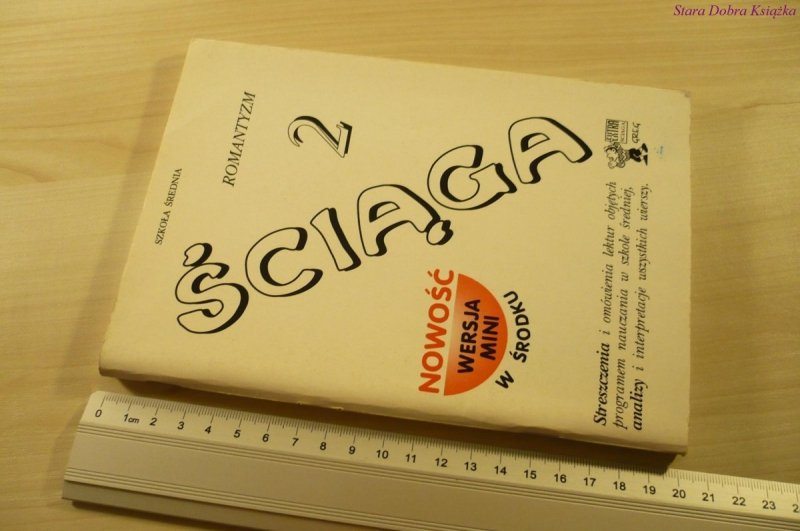 Stara Dobra Książka
SZKOŁA ŚREDNIA
ROMANTYZM
2
ŚCIĄGA
GREG
NOWOŚĆ
WERSJA
MINI
W ŚRODKU
Streszczenia i omówienia lektur objętych
programem nauczania w szkole średniej,
analizy i interpretacje wszystkich wierszy.
0 1cm 2 3 4 5 6 7 8 9 10 11 12 13 14 15 16 17 18 19 20 21 22 23